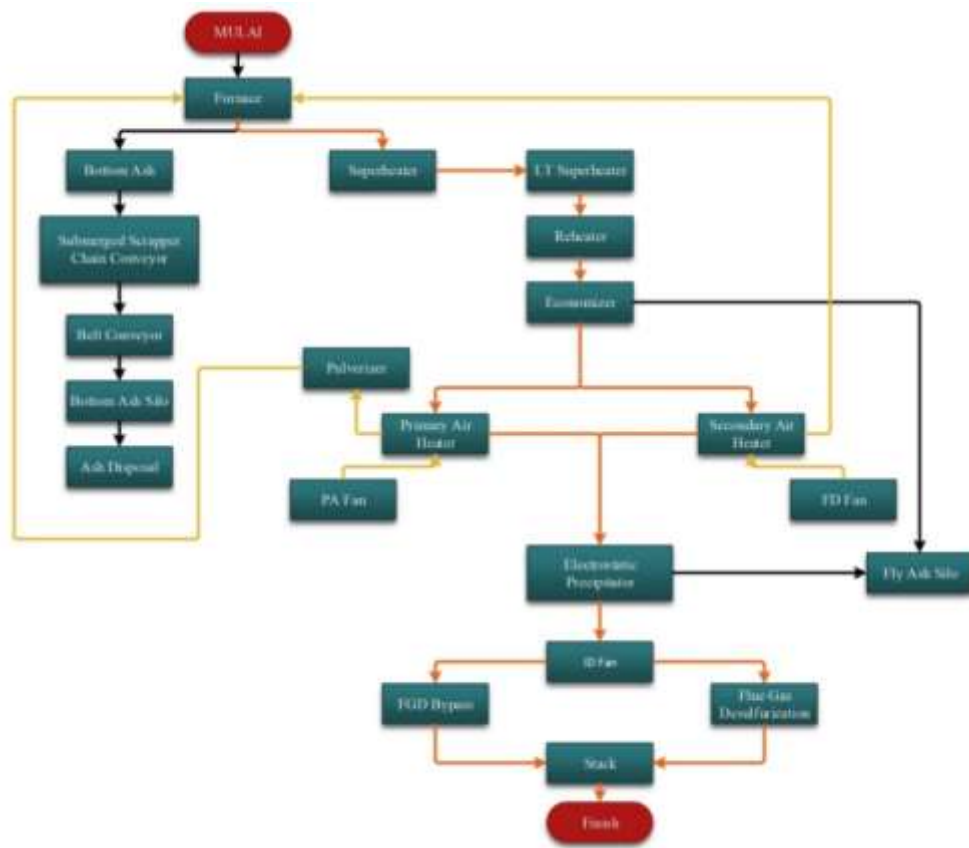 MULAI
Furnace
Bottom Ash
Superheater
LT Superheater
Submerged Scrapper
Chain Conveyor
Reheater
Economizer
Belt Conveyor
Pulverizer
Bottom Ash Silo
Primary Air
Heater
Secondary Air
Heater
Ash Disposal
PA Fan
FD Fan
Electrostatic
Precipitator
Fly Ash Silo
ID Fan
FGD Bypass
Flue-Gas
Desulfurization
Stack
Finish